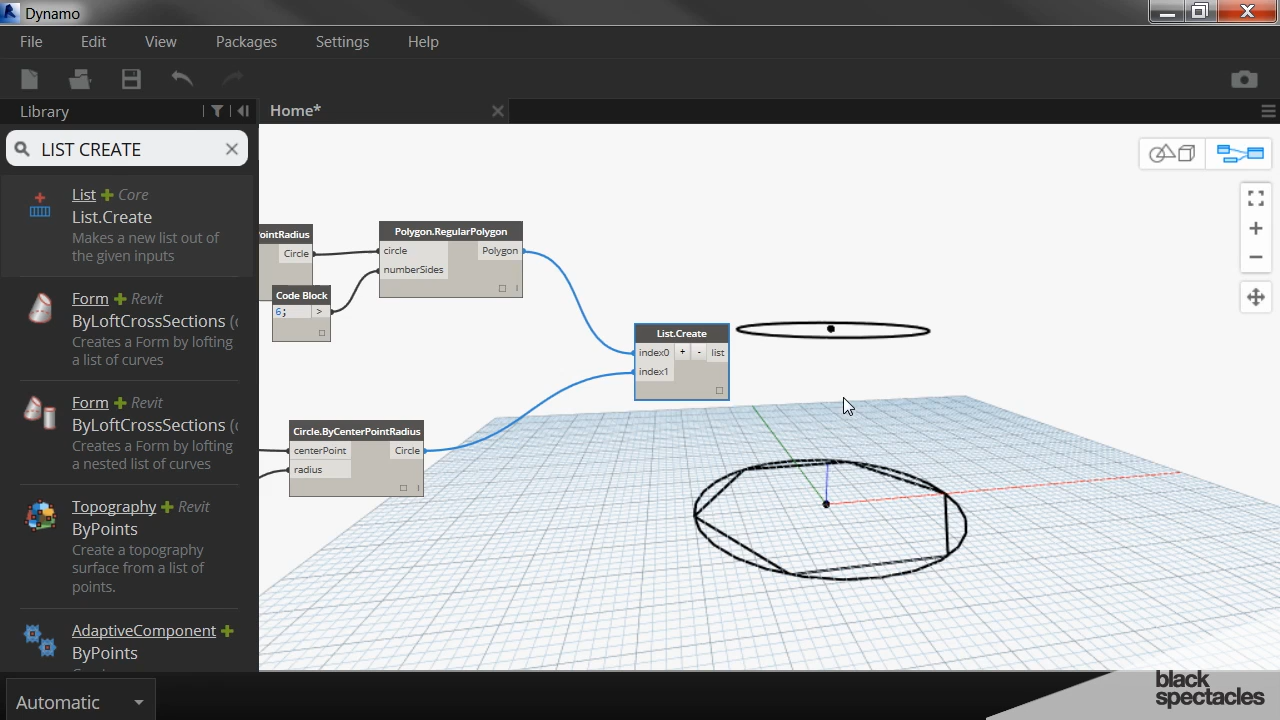 Dynamo
File Edit View Packages Settings Help
Library
Home*
LIST CREATE
List Core
List.Create
Makes a new list out of
the given inputs
Form Revit
ByLoftCrossSections (c
Creates a Form by lofting
a list of curves
Form Revit
ByLoftCrossSections (c
Creates a Form by lofting
a nested list of curves
Topography Revit
ByPoints
Create a topography
surface from a list of
points.
AdaptiveComponent
ByPoints
Automatic
ointRadius
Circle
Code Block
6; >
Polygon.RegularPolygon
circle Polygon
numberSides
List.Create
index0 + - list
index1
Circle.ByCenterPointRadius
centerPoint Circle
radius
black
spectacles